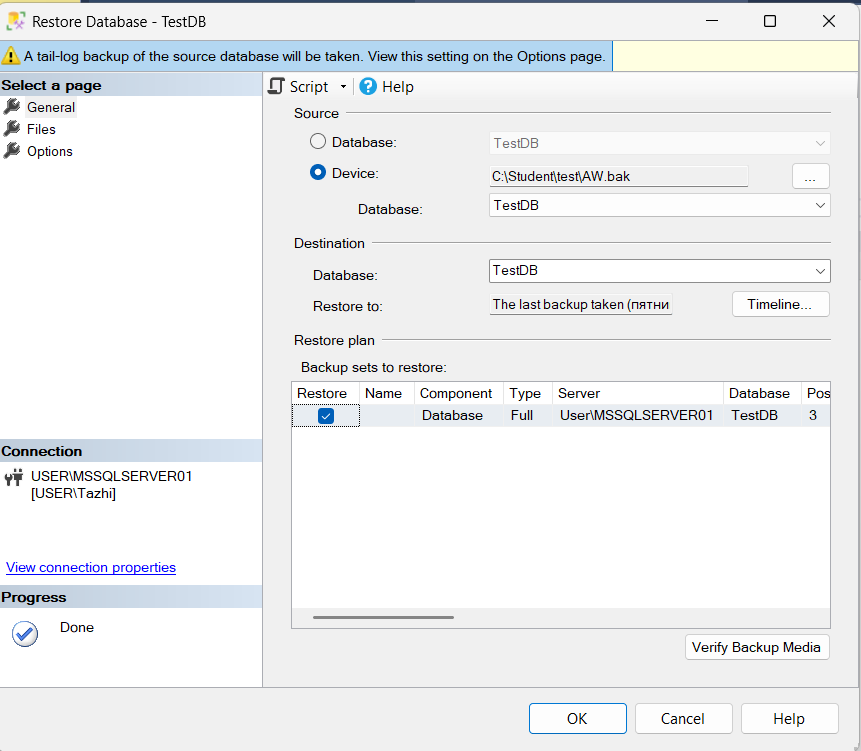 Restore Database - TestDB
A tail-log backup of the source database will be taken. View this setting on the Options page.
Select a page
General
Files
Options
Script
Help
Source
Database:
TestDB
Device:
C:\Student\test\AW.bak
...
Database:
TestDB
Destination
Database:
TestDB
Restore to:
The last backup taken (пятни
Timeline...
Restore plan
Backup sets to restore:
Restore Name Component Type Server Database Pos
Database Full User\MSSQLSERVER01 TestDB 3
Verify Backup Media
Connection
USER\MSSQLSERVER01
[USER\Tazhi]
View connection properties
Progress
Done
OK
Cancel
Help